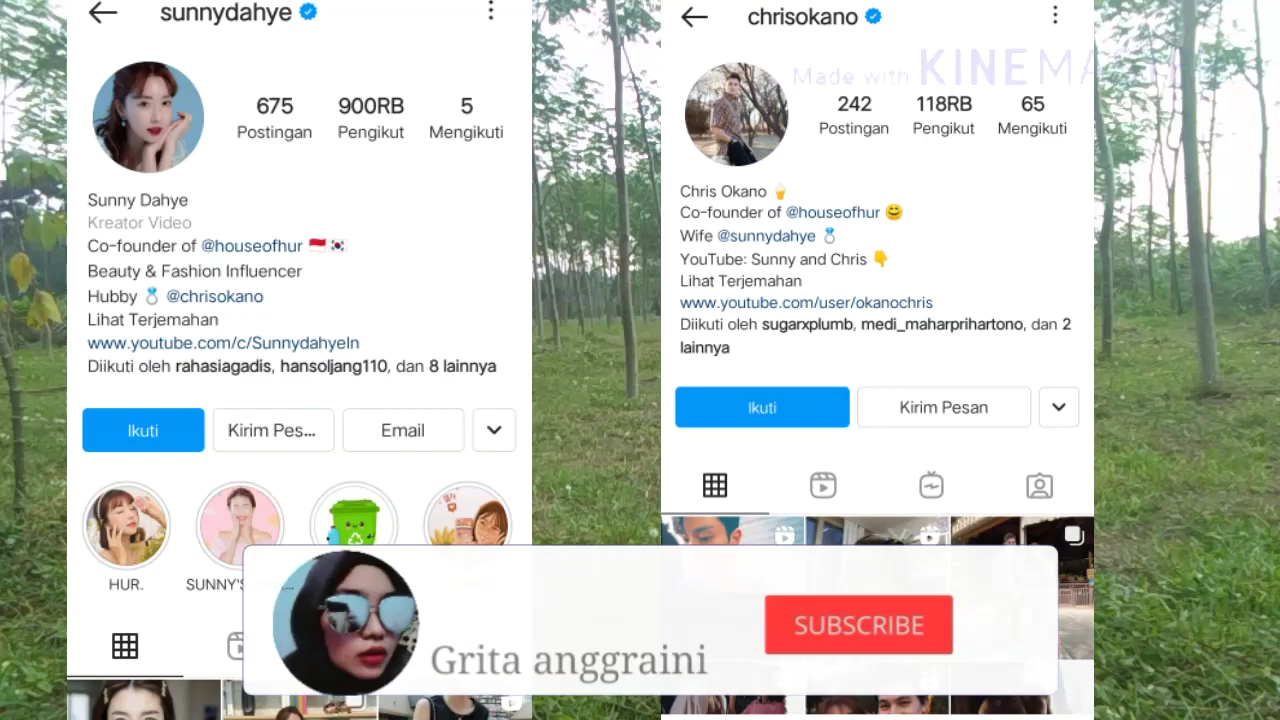 sunnydahye
675
900RB
5
Postingan
Pengikut
Mengikuti
Sunny Dahye
Kreator Video
Co-founder of @houseofhur 🇮🇩 🇰🇷
Beauty & Fashion Influencer
Hubby 💍 @chrisokano
Lihat Terjemahan
www.youtube.com/c/SunnydahyeIn
Diikuti oleh rahasiagadis, hansoljang110, dan 8 lainnya
Ikuti
Kirim Pes...
Email
HUR.
SUNNY'S
chrisokano
Made with KINEMA
242
118RB
65
Postingan
Pengikut
Mengikuti
Chris Okano 🍦
Co-founder of @houseofhur 😄
Wife @sunnydahye 💍
YouTube: Sunny and Chris 👇
Lihat Terjemahan
www.youtube.com/user/okanochris
Diikuti oleh sugarxplumb, medi_maharprihartono, dan 2
lainnya
Ikuti
Kirim Pesan
Grita anggraini
SUBSCRIBE